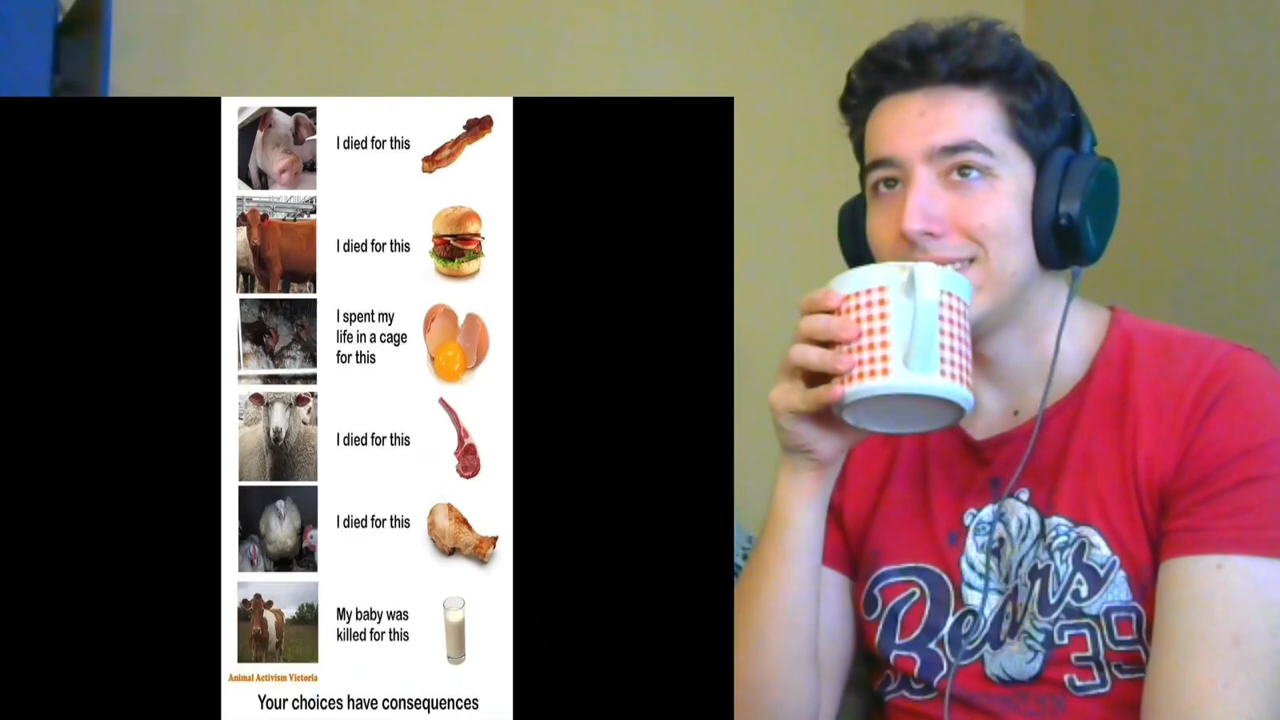 I died for this
I died for this
I spent my
life in a cage
for this
I died for this
I died for this
My baby was
killed for this
Animal Activism Victoria
Your choices have consequences
Bears
39